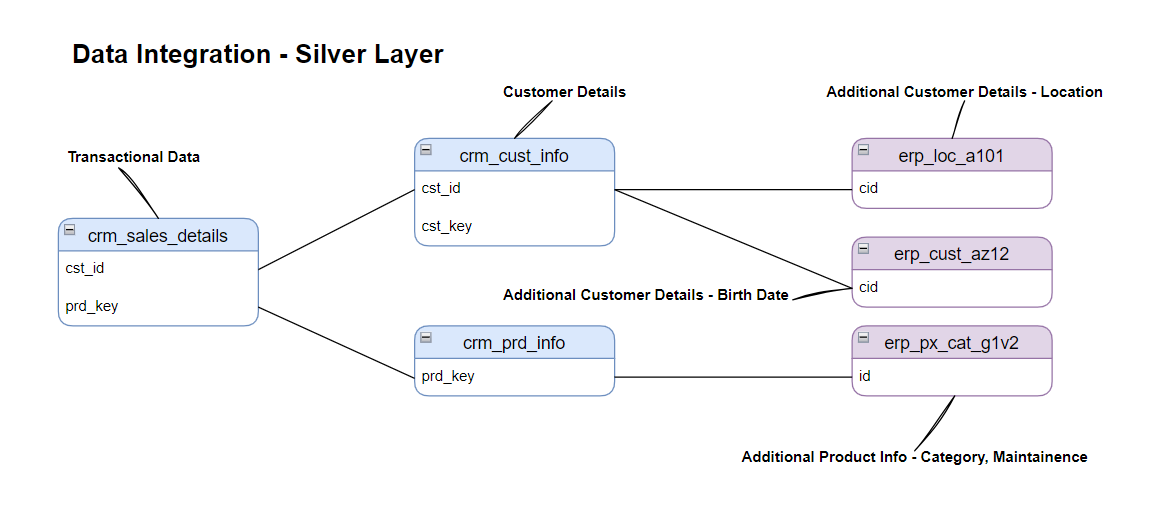 Data Integration - Silver Layer
Customer Details
Additional Customer Details - Location
Transactional Data
crm_cust_info
cst_id
cst_key
erp_loc_a101
cid
crm_sales_details
cst_id
prd_key
erp_cust_az12
cid
Additional Customer Details - Birth Date
crm_prd_info
prd_key
erp_px_cat_g1v2
id
Additional Product Info - Category, Maintainence